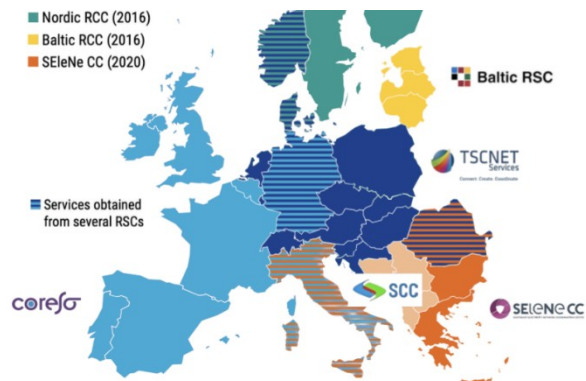 Nordic RCC (2016)
Baltic RCC (2016)
SEleNe CC (2020)
Baltic RSC
TSCNET
Services
Connect. Create. Coordinate.
Services obtained
from several RSCs
SCC
coreso
SELENE CC